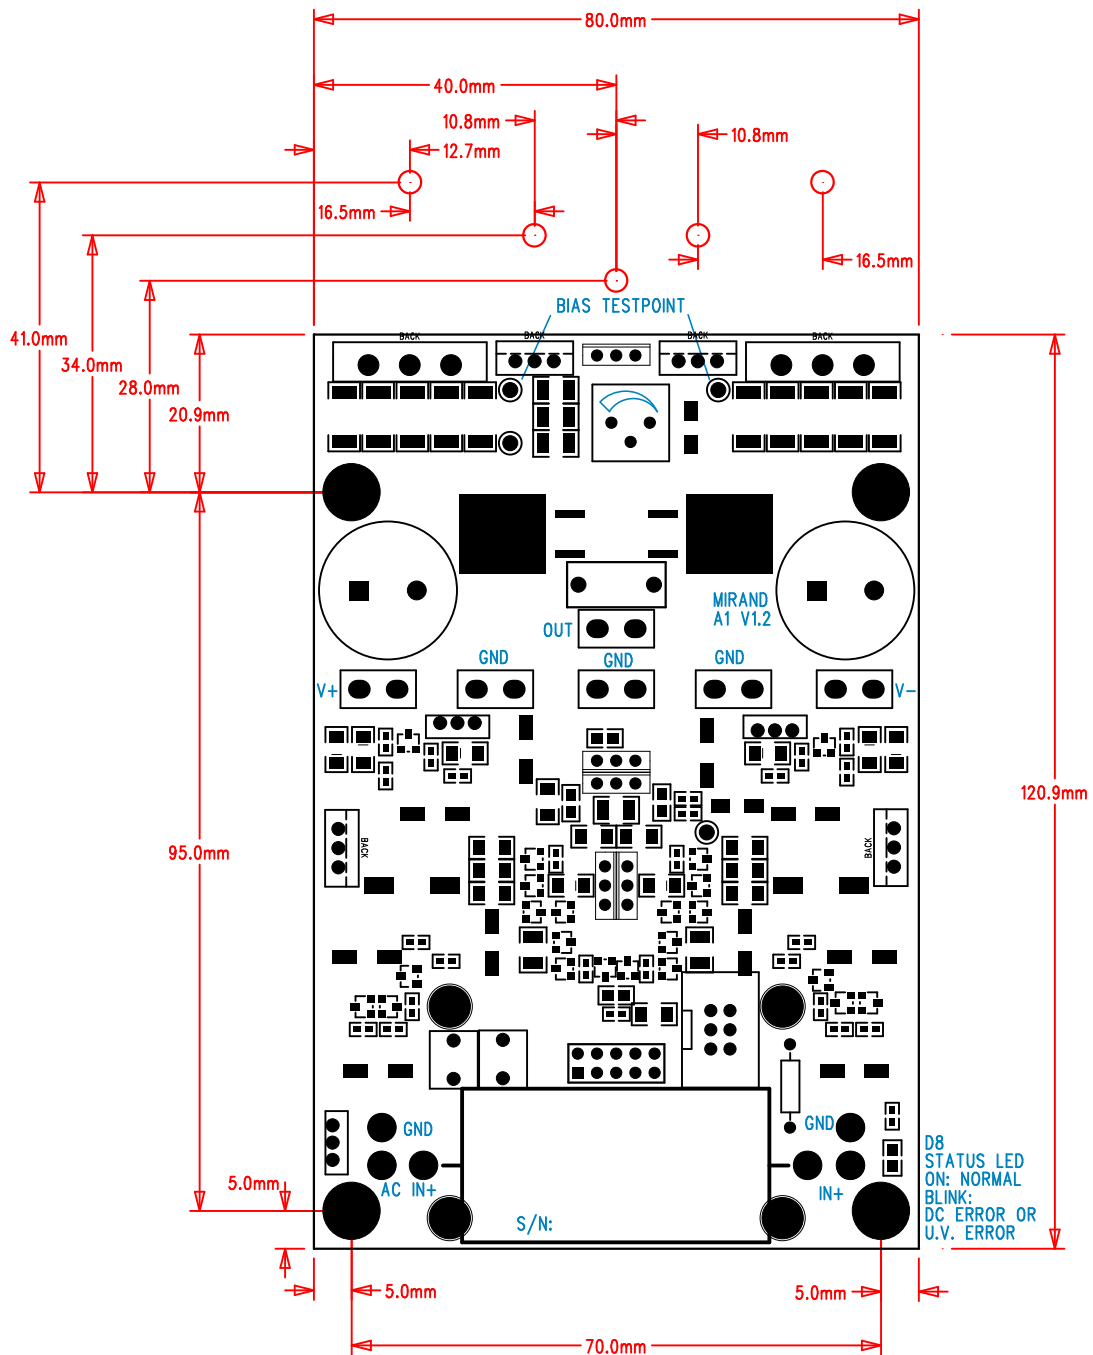 80.0mm
40.0mm
10.8mm
10.8mm
12.7mm
16.5mm
16.5mm
BIAS TESTPOINT
41.0mm
34.0mm
28.0mm
20.9mm
BACK
BACK
BACK
BACK
MIRAND
A1 V1.2
OUT
GND
GND
GND
V+
V-
120.9mm
95.0mm
BACK
BACK
GND
GND
AC IN+
IN+
D8
STATUS LED
ON: NORMAL
BLINK:
DC ERROR OR
U.V. ERROR
5.0mm
S/N:
5.0mm
5.0mm
70.0mm